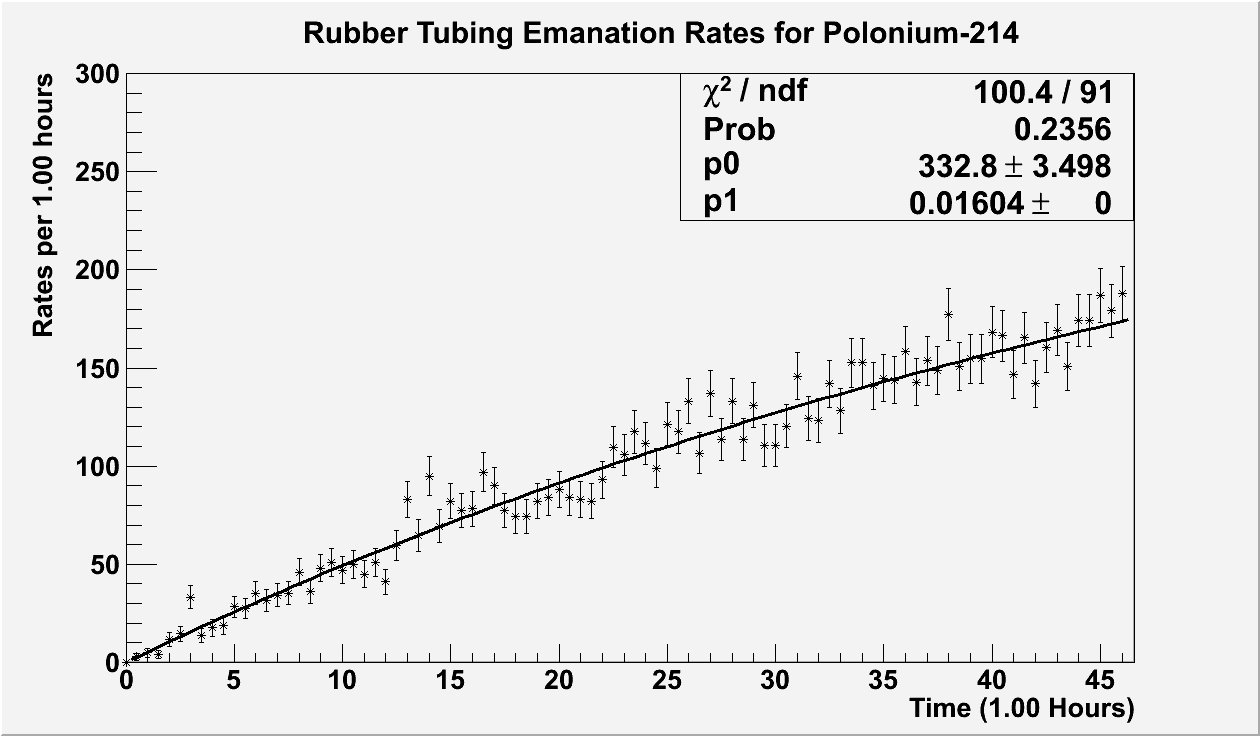 Rubber Tubing Emanation Rates for Polonium-214
Rates per 1.00 hours
300
250
200
150
100
50
0
χ² / ndf 100.4 / 91
Prob 0.2356
p0 332.8 ± 3.498
p1 0.01604 ± 0
0 5 10 15 20 25 30 35 40 45
Time (1.00 Hours)